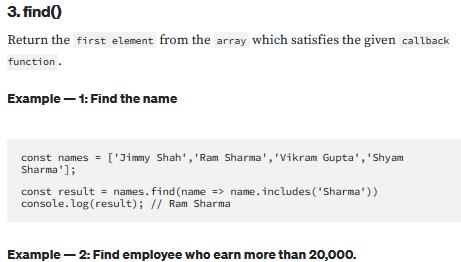 3. find()
Return the first element from the array which satisfies the given callback
function.
Example — 1: Find the name
const names = ['Jimmy Shah','Ram Sharma','Vikram Gupta','Shyam
Sharma'];
const result = names.find(name => name.includes('Sharma'))
console.log(result); // Ram Sharma
Example — 2: Find employee who earn more than 20,000.